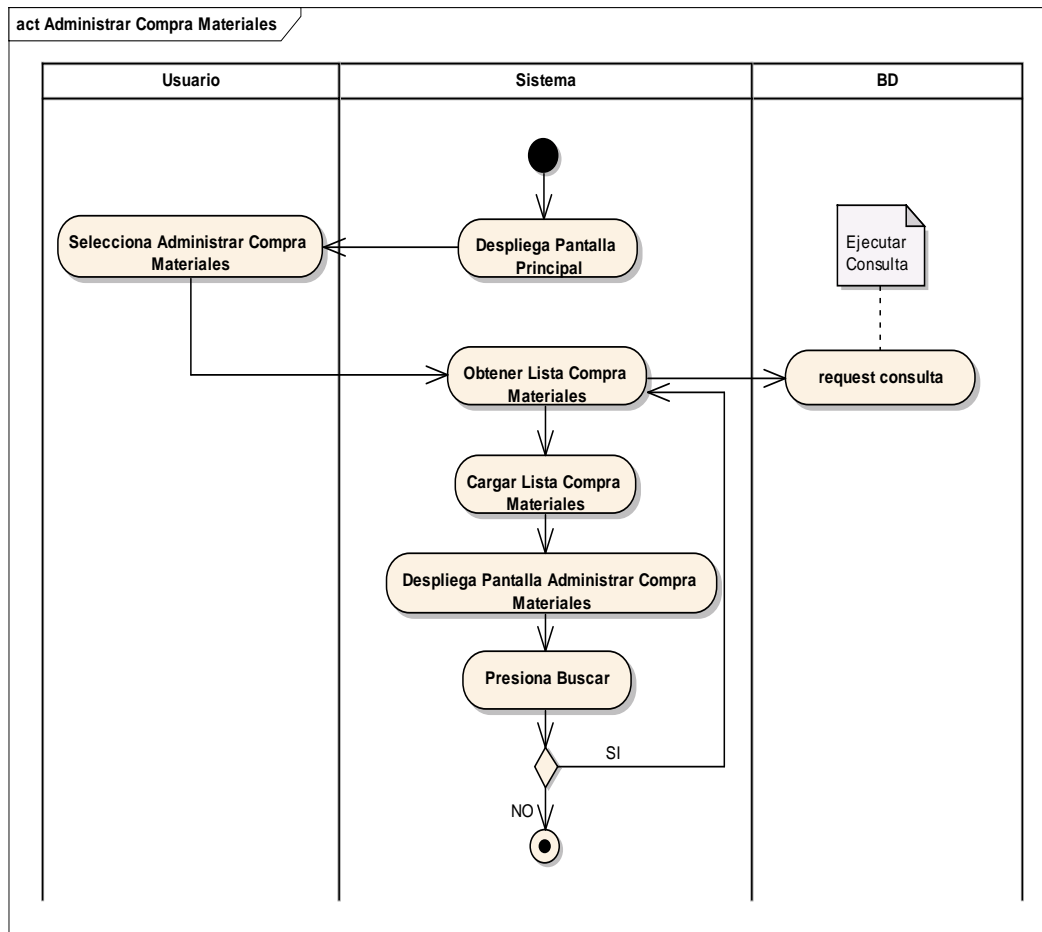 act Administrar Compra Materiales
Usuario
Sistema
BD
Selecciona Administrar Compra
Materiales
Despliega Pantalla
Principal
Ejecutar
Consulta
Obtener Lista Compra
Materiales
request consulta
Cargar Lista Compra
Materiales
Despliega Pantalla Administrar Compra
Materiales
Presiona Buscar
SI
NO